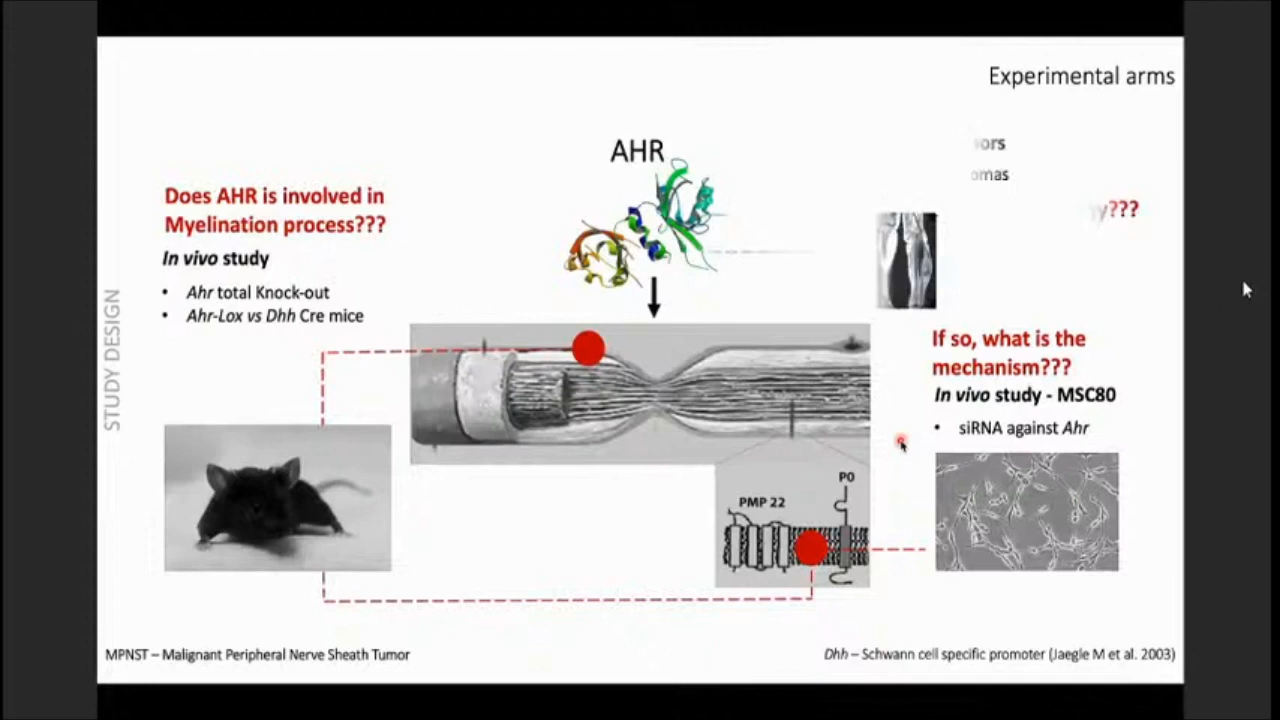 Experimental arms
AHR
Does AHR is involved in
Myelination process???
In vivo study
• Ahr total Knock-out
• Ahr-Lox vs Dhh Cre mice
STUDY DESIGN
If so, what is the
mechanism???
In vivo study - MSC80
• siRNA against Ahr
PMP 22
P0
MPNST – Malignant Peripheral Nerve Sheath Tumor
Dhh – Schwann cell specific promoter (Jaegle M et al. 2003)